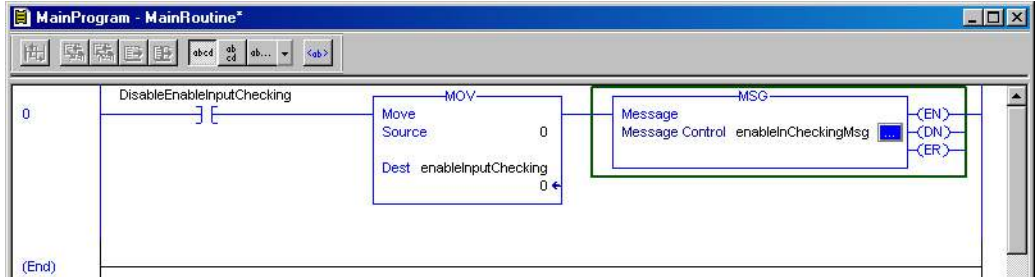 MainProgram - MainRoutine*
abcd ab cd ab... <ab>
DisableEnableInputChecking
0
MOV
Move
Source 0
Dest enableInputChecking
0
MSG
Message
Message Control enableInCheckingMsg ...
EN
DN
ER
(End)